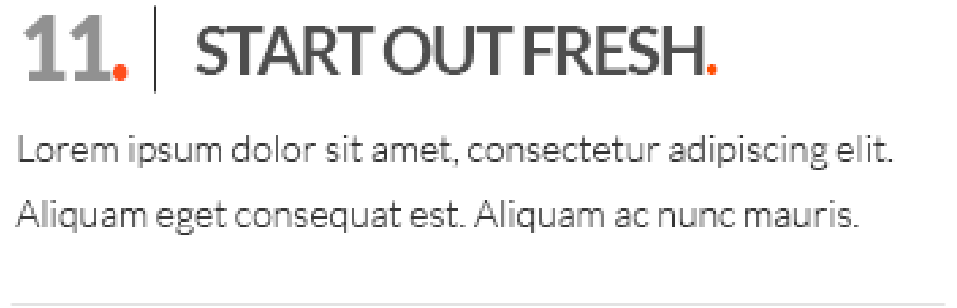 11. START OUT FRESH.
Lorem ipsum dolor sit amet, consectetur adipiscing elit.
Aliquam eget consequat est. Aliquam ac nunc mauris.